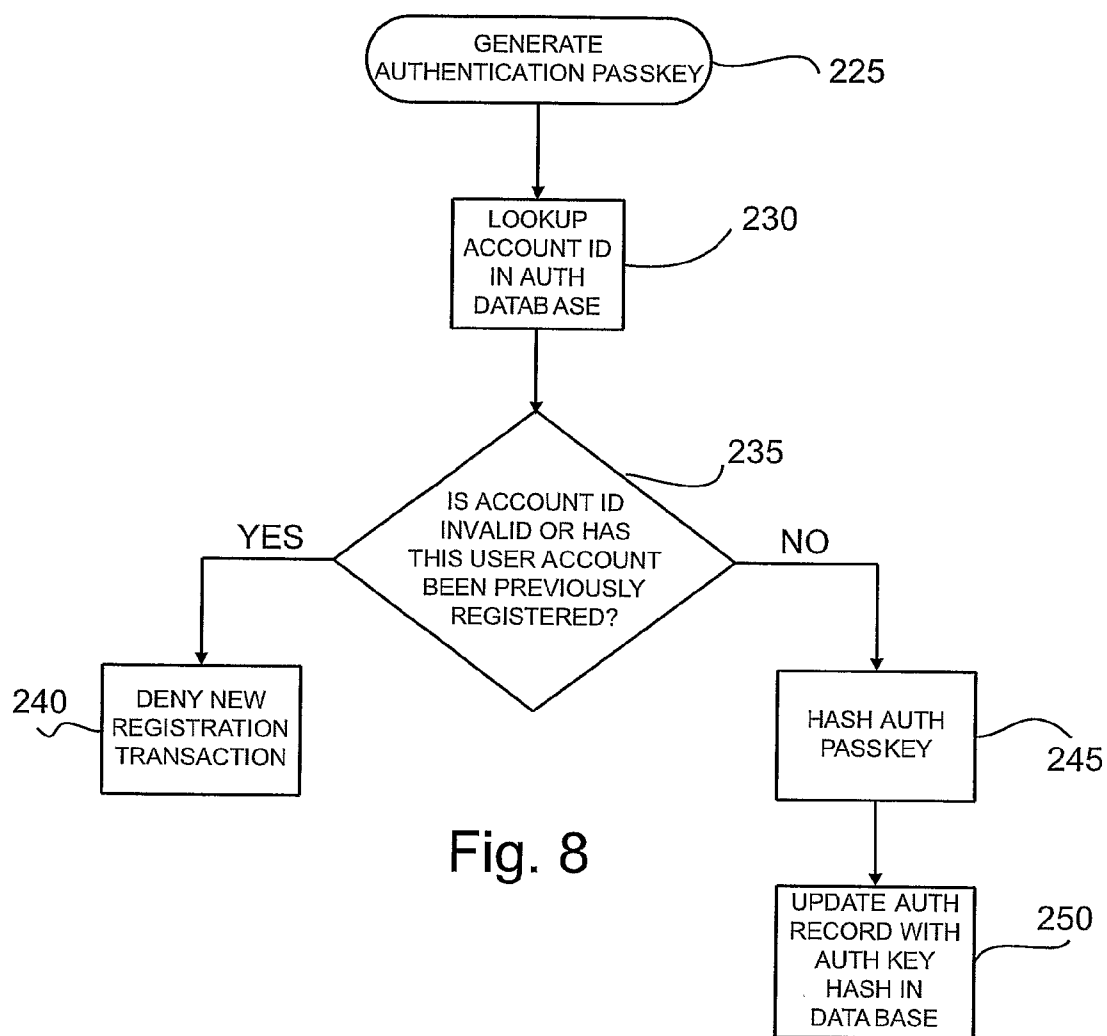 GENERATE
AUTHENTICATION PASSKEY
225
LOOKUP
ACCOUNT ID
IN AUTH
DATABASE
230
235
IS ACCOUNT ID
INVALID OR HAS
THIS USER ACCOUNT
BEEN PREVIOUSLY
REGISTERED?
YES
NO
240
DENY NEW
REGISTRATION
TRANSACTION
HASH AUTH
PASSKEY
245
Fig. 8
UPDATE AUTH
RECORD WITH
AUTH KEY
HASH IN
DATABASE
250